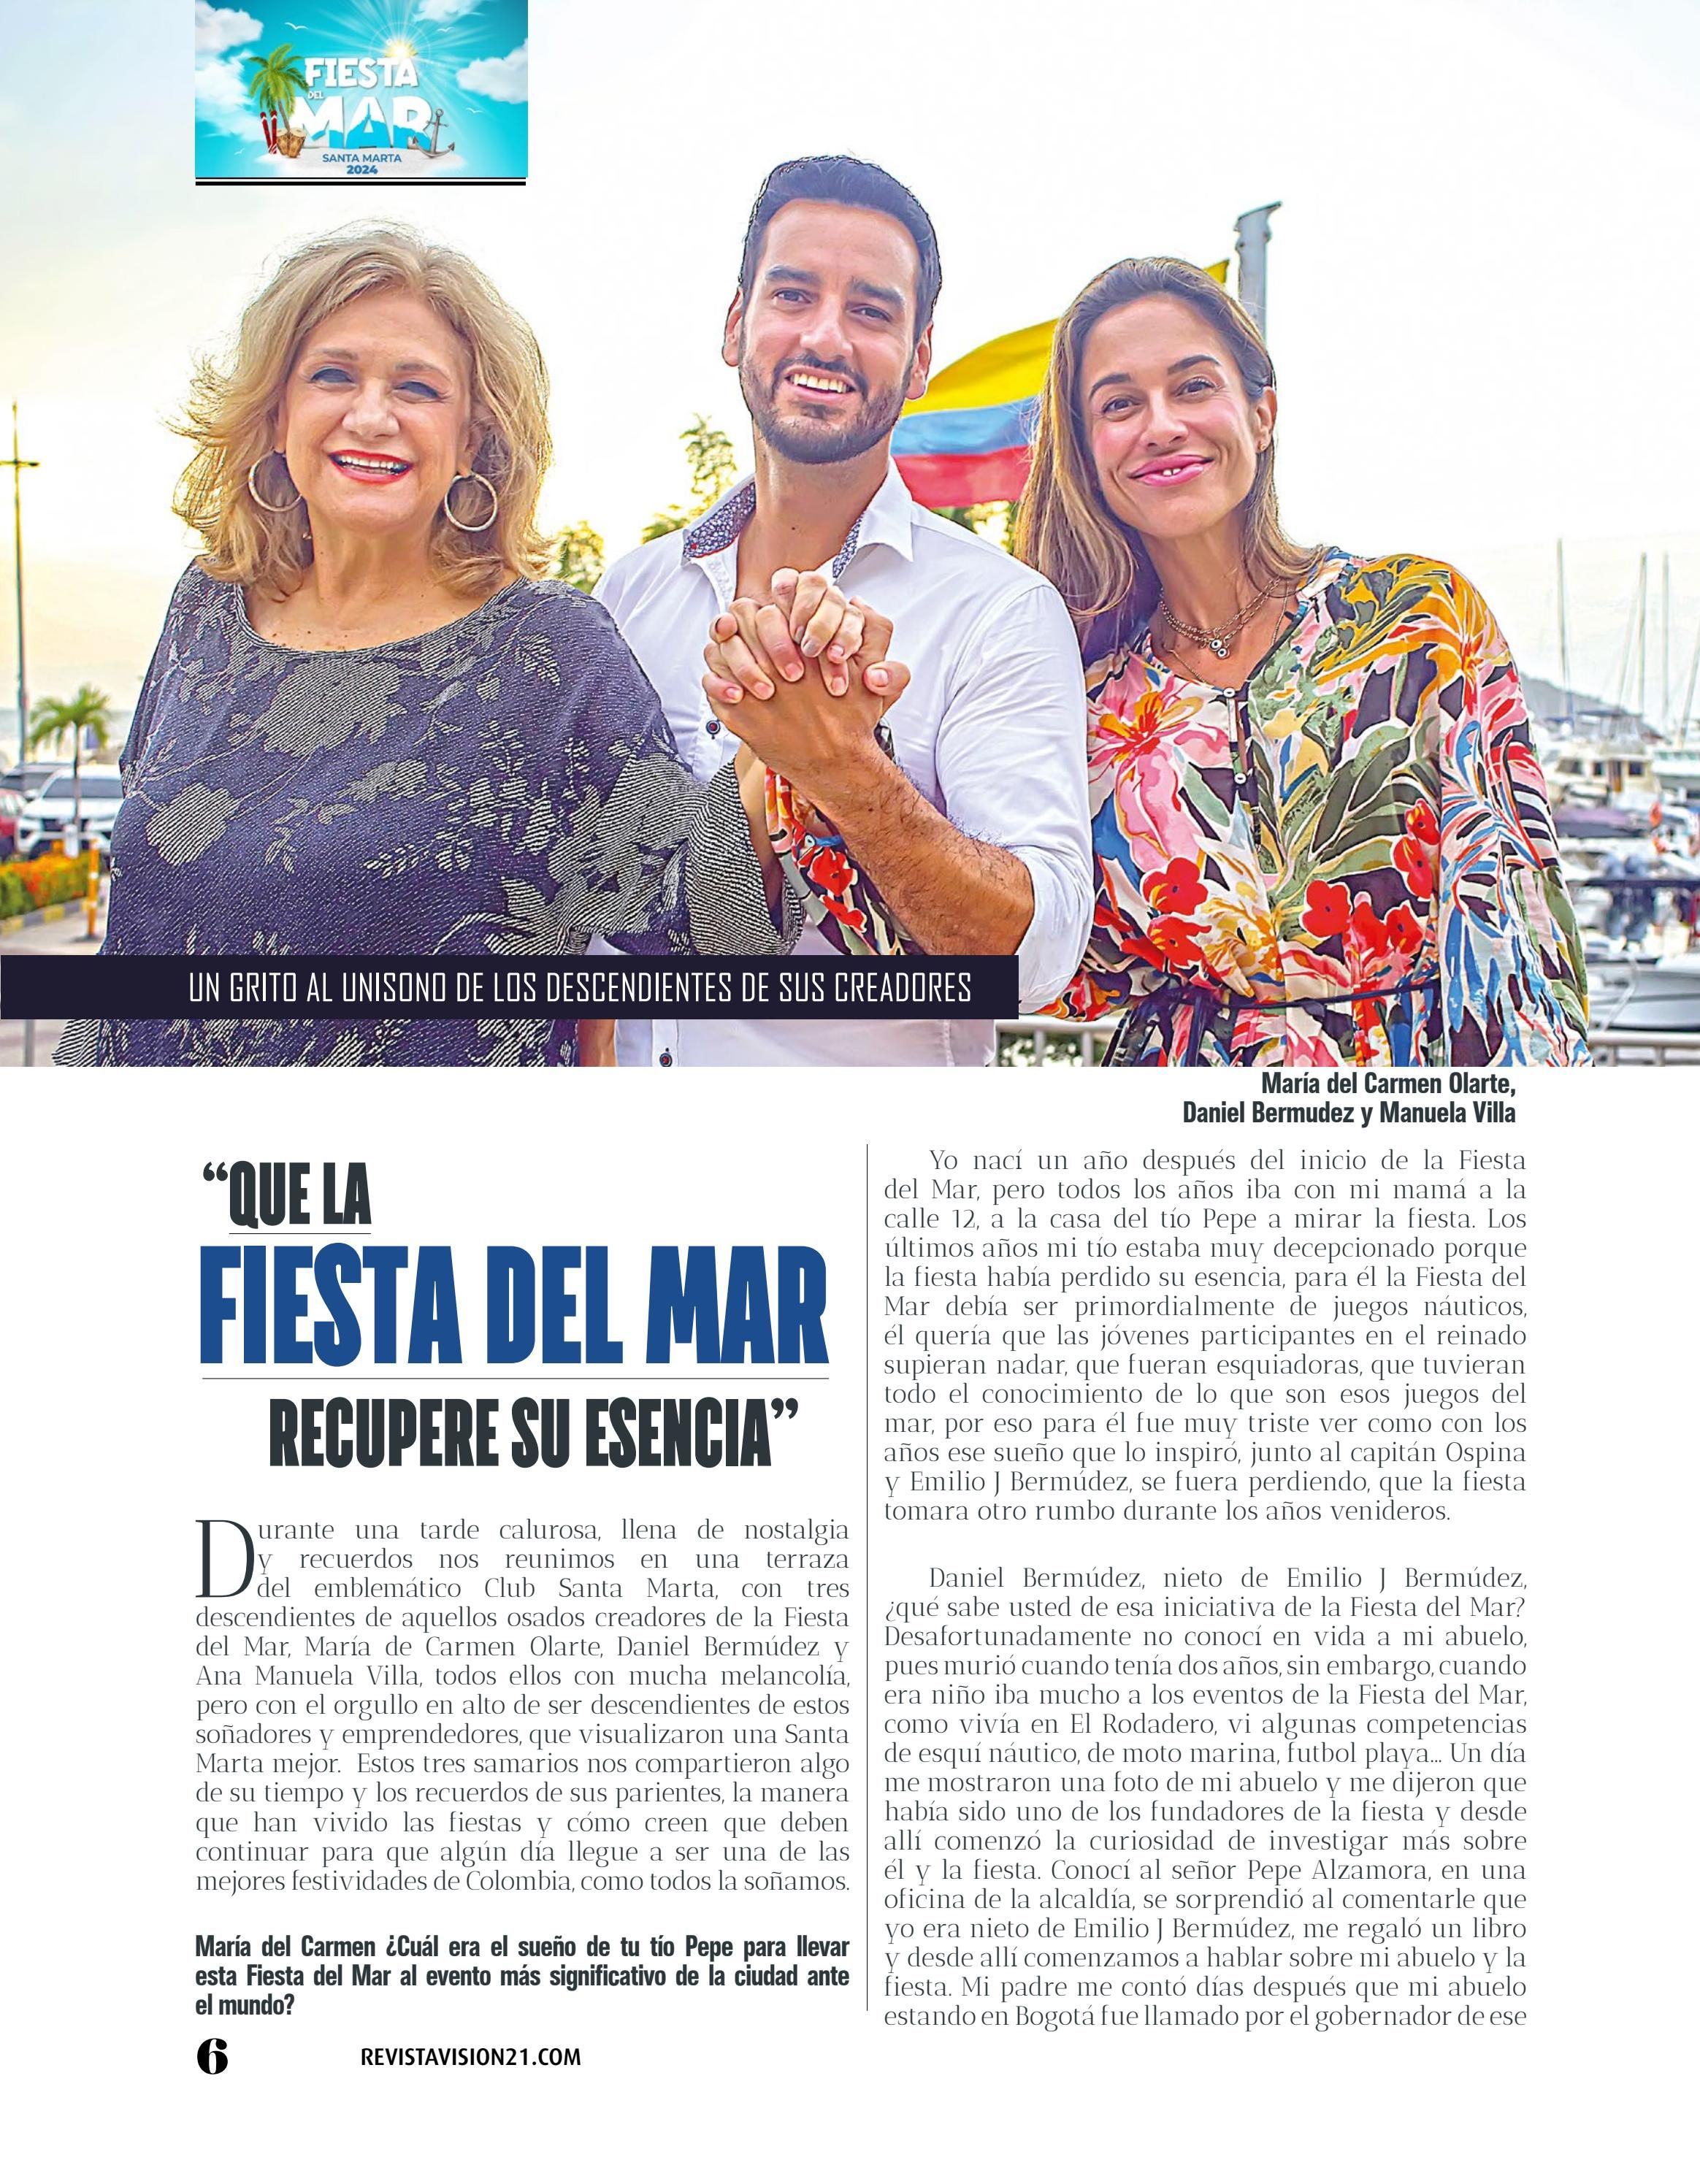 FIESTA
DEL
MAR
SANTA MARTA
2024
UN GRITO AL UNISONO DE LOS DESCENDIENTES DE SUS CREADORES
María del Carmen Olarte,
Daniel Bermudez y Manuela Villa
“QUE LA
FIESTA DEL MAR
RECUPERE SU ESENCIA”
Durante una tarde calurosa, llena de nostalgia
y recuerdos nos reunimos en una terraza
del emblemático Club Santa Marta, con tres
descendientes de aquellos osados creadores de la Fiesta
del Mar, María de Carmen Olarte, Daniel Bermúdez y
Ana Manuela Villa, todos ellos con mucha melancolía,
pero con el orgullo en alto de ser descendientes de estos
soñadores y emprendedores, que visualizaron una Santa
Marta mejor. Estos tres samarios nos compartieron algo
de su tiempo y los recuerdos de sus parientes, la manera
que han vivido las fiestas y cómo creen que deben
continuar para que algún día llegue a ser una de las
mejores festividades de Colombia, como todos la soñamos.
María del Carmen ¿Cuál era el sueño de tu tío Pepe para llevar
esta Fiesta del Mar al evento más significativo de la ciudad ante
el mundo?
Yo nací un año después del inicio de la Fiesta
del Mar, pero todos los años iba con mi mamá a la
calle 12, a la casa del tío Pepe a mirar la fiesta. Los
últimos años mi tío estaba muy decepcionado porque
la fiesta había perdido su esencia, para él la Fiesta del
Mar debía ser primordialmente de juegos náuticos,
él quería que las jóvenes participantes en el reinado
supieran nadar, que fueran esquiadoras, que tuvieran
todo el conocimiento de lo que son esos juegos del
mar, por eso para él fue muy triste ver como con los
años ese sueño que lo inspiró, junto al capitán Ospina
y Emilio J Bermúdez, se fuera perdiendo, que la fiesta
tomara otro rumbo durante los años venideros.
Daniel Bermúdez, nieto de Emilio J Bermúdez,
¿qué sabe usted de esa iniciativa de la Fiesta del Mar?
Desafortunadamente no conocí en vida a mi abuelo,
pues murió cuando tenía dos años, sin embargo, cuando
era niño iba mucho a los eventos de la Fiesta del Mar,
como vivía en El Rodadero, vi algunas competencias
de esquí náutico, de moto marina, futbol playa... Un día
me mostraron una foto de mi abuelo y me dijeron que
había sido uno de los fundadores de la fiesta y desde
allí comenzó la curiosidad de investigar más sobre
él y la fiesta. Conocí al señor Pepe Alzamora, en una
oficina de la alcaldía, se sorprendió al comentarle que
yo era nieto de Emilio J Bermúdez, me regaló un libro
y desde allí comenzamos a hablar sobre mi abuelo y la
fiesta. Mi padre me contó días después que mi abuelo
estando en Bogotá fue llamado por el gobernador de ese
6
REVISTAVISION21.COM